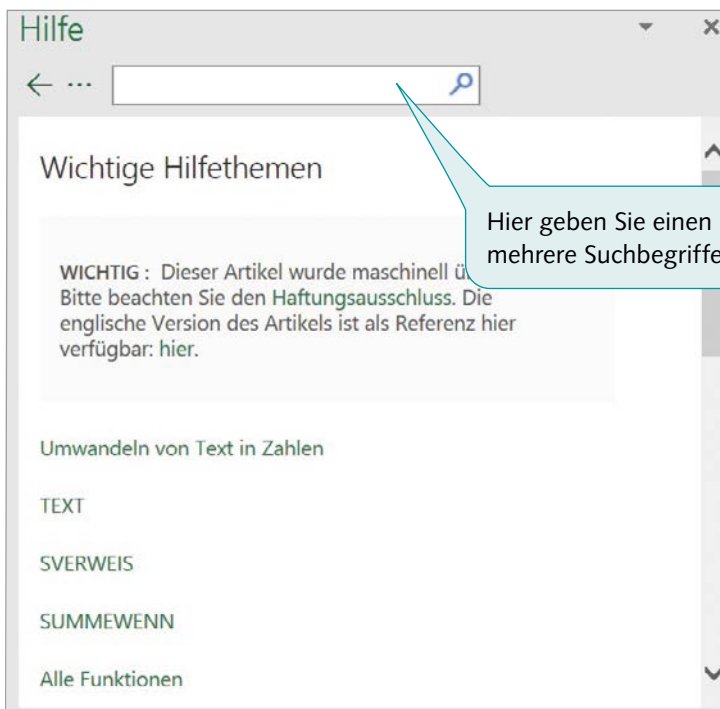 Hilfe
Wichtige Hilfethemen
Hier geben Sie einen
mehrere Suchbegriffe
WICHTIG : Dieser Artikel wurde maschinell
Bitte beachten Sie den Haftungsausschluss. Die
englische Version des Artikels ist als Referenz hier
verfügbar: hier.
Umwandeln von Text in Zahlen
TEXT
SVERWEIS
SUMMEWENN
Alle Funktionen